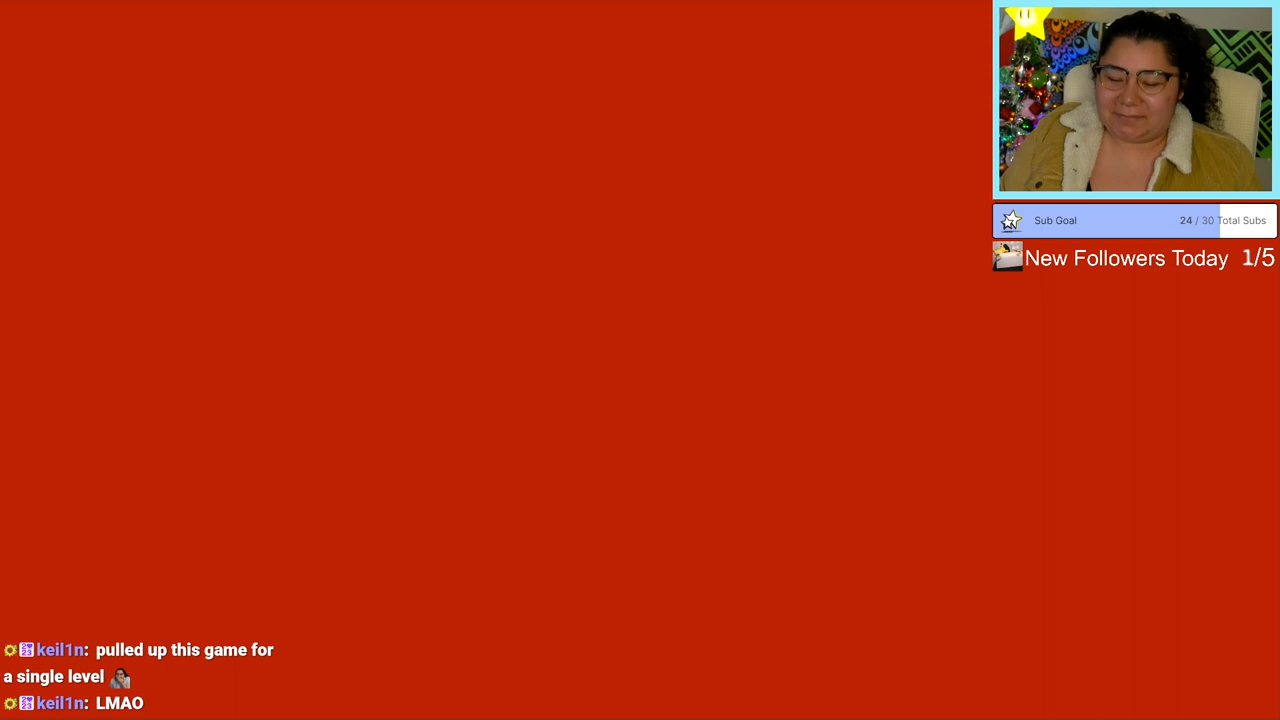 Sub Goal 24 / 30 Total Subs
New Followers Today 1/5
keil1n: pulled up this game for
a single level
keil1n: LMAO